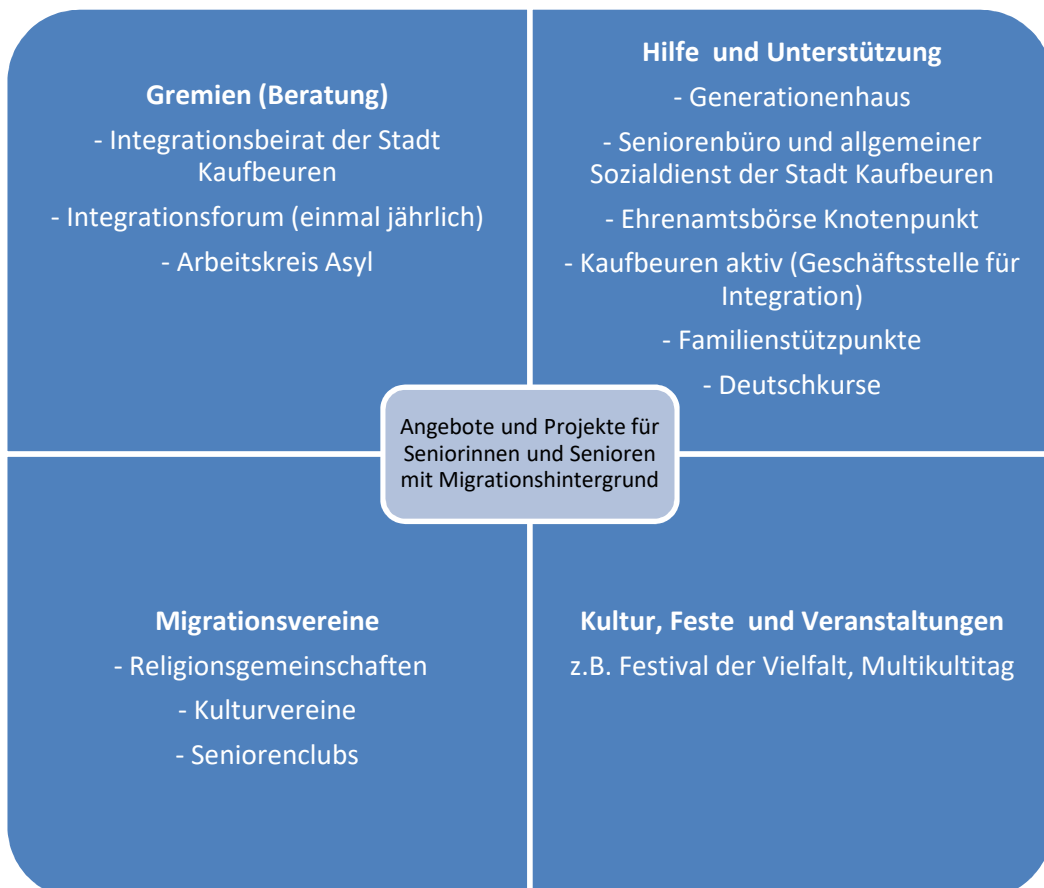 Gremien (Beratung)
- Integrationsbeirat der Stadt
Kaufbeuren
- Integrationsforum (einmal jährlich)
- Arbeitskreis Asyl
Hilfe und Unterstützung
- Generationenhaus
- Seniorenbüro und allgemeiner
Sozialdienst der Stadt Kaufbeuren
- Ehrenamtsbörse Knotenpunkt
- Kaufbeuren aktiv (Geschäftsstelle für
Integration)
- Familienstützpunkte
- Deutschkurse
Angebote und Projekte für
Seniorinnen und Senioren
mit Migrationshintergrund
Migrationsvereine
- Religionsgemeinschaften
- Kulturvereine
- Seniorenclubs
Kultur, Feste und Veranstaltungen
z.B. Festival der Vielfalt, Multikultitag